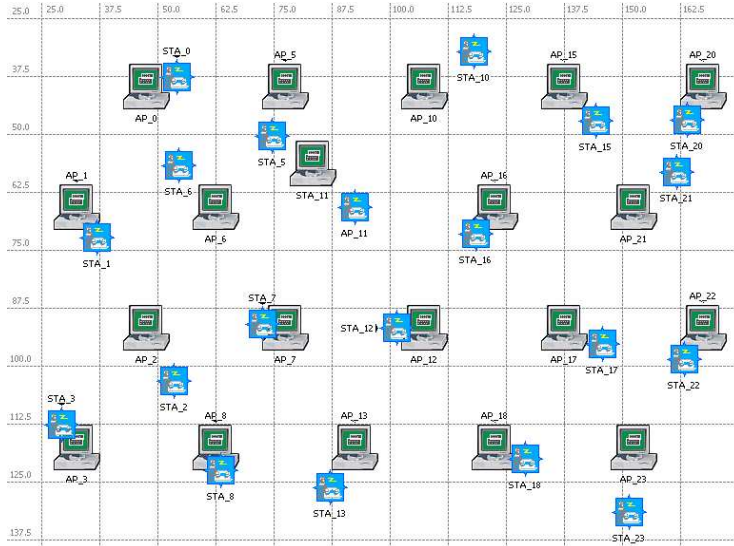 25.0 37.5 50.0 62.5 75.0 87.5 100.0 112.5 125.0 137.5 150.0 162.5
25.0
STA_0
AP_5
AP_15
AP_20
STA_10
37.5
AP_0
AP_10
50.0
STA_15
STA_20
STA_5
AP_1
STA_6
STA_11
AP_16
STA_21
62.5
AP_6
AP_11
AP_21
75.0
STA_1
STA_16
87.5
STA_7
AP_22
STA_12
AP_2
AP_7
AP_12
AP_17
STA_17
100.0
STA_22
STA_3
STA_2
112.5
AP_8
AP_13
AP_18
AP_3
AP_23
125.0
STA_8
STA_18
STA_13
137.5
STA_23